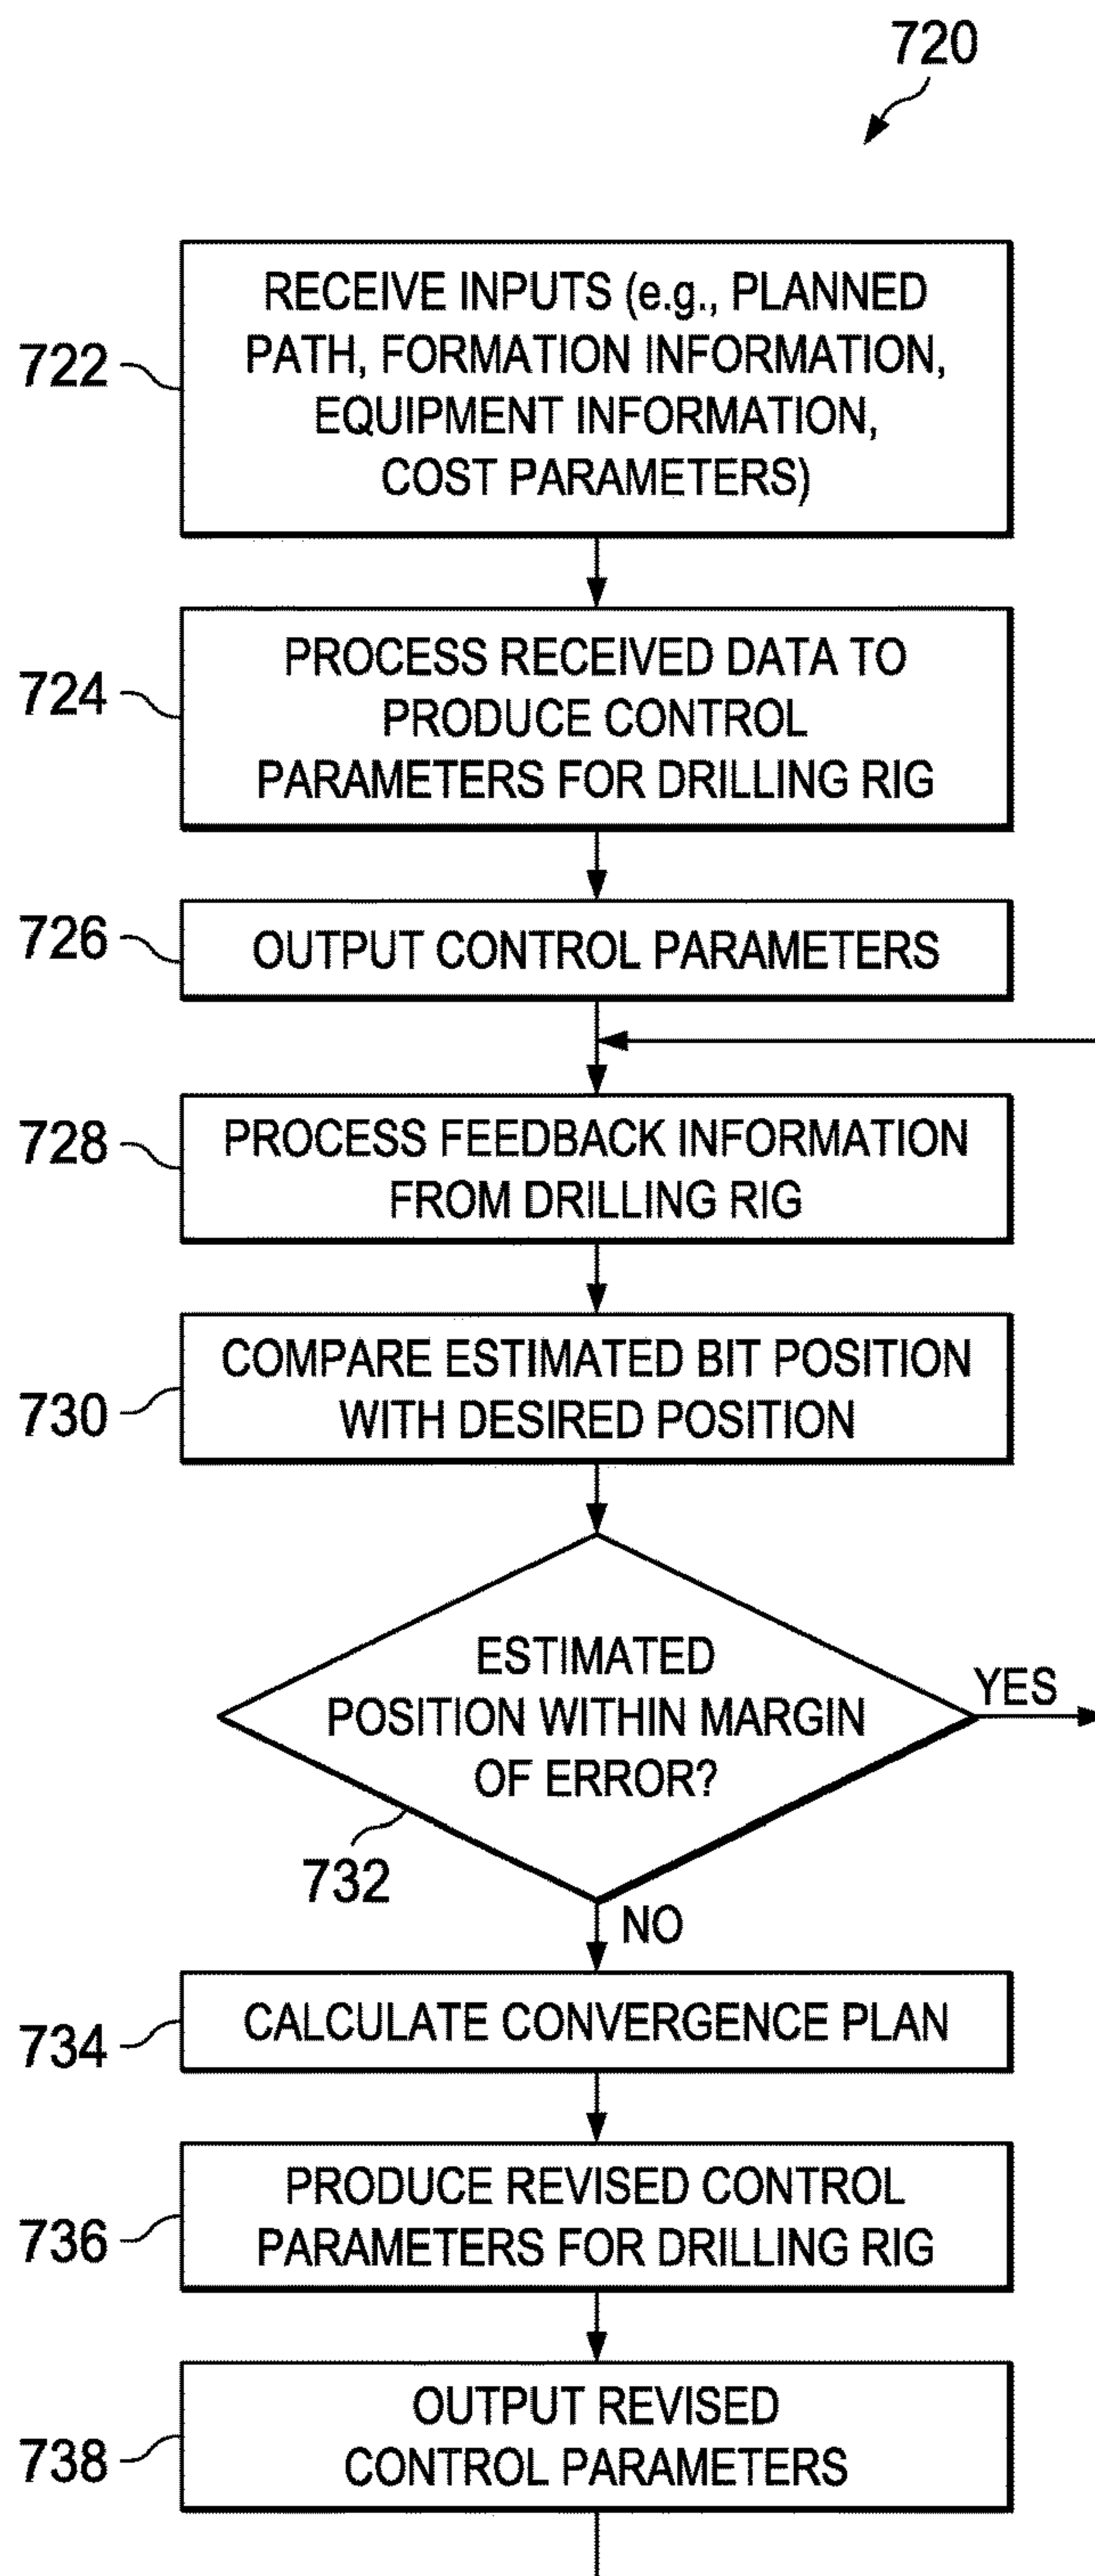 720
722
RECEIVE INPUTS (e.g., PLANNED
PATH, FORMATION INFORMATION,
EQUIPMENT INFORMATION,
COST PARAMETERS)
724
PROCESS RECEIVED DATA TO
PRODUCE CONTROL
PARAMETERS FOR DRILLING RIG
726
OUTPUT CONTROL PARAMETERS
728
PROCESS FEEDBACK INFORMATION
FROM DRILLING RIG
730
COMPARE ESTIMATED BIT POSITION
WITH DESIRED POSITION
ESTIMATED
POSITION WITHIN MARGIN
OF ERROR?
YES
732
NO
734
CALCULATE CONVERGENCE PLAN
736
PRODUCE REVISED CONTROL
PARAMETERS FOR DRILLING RIG
738
OUTPUT REVISED
CONTROL PARAMETERS